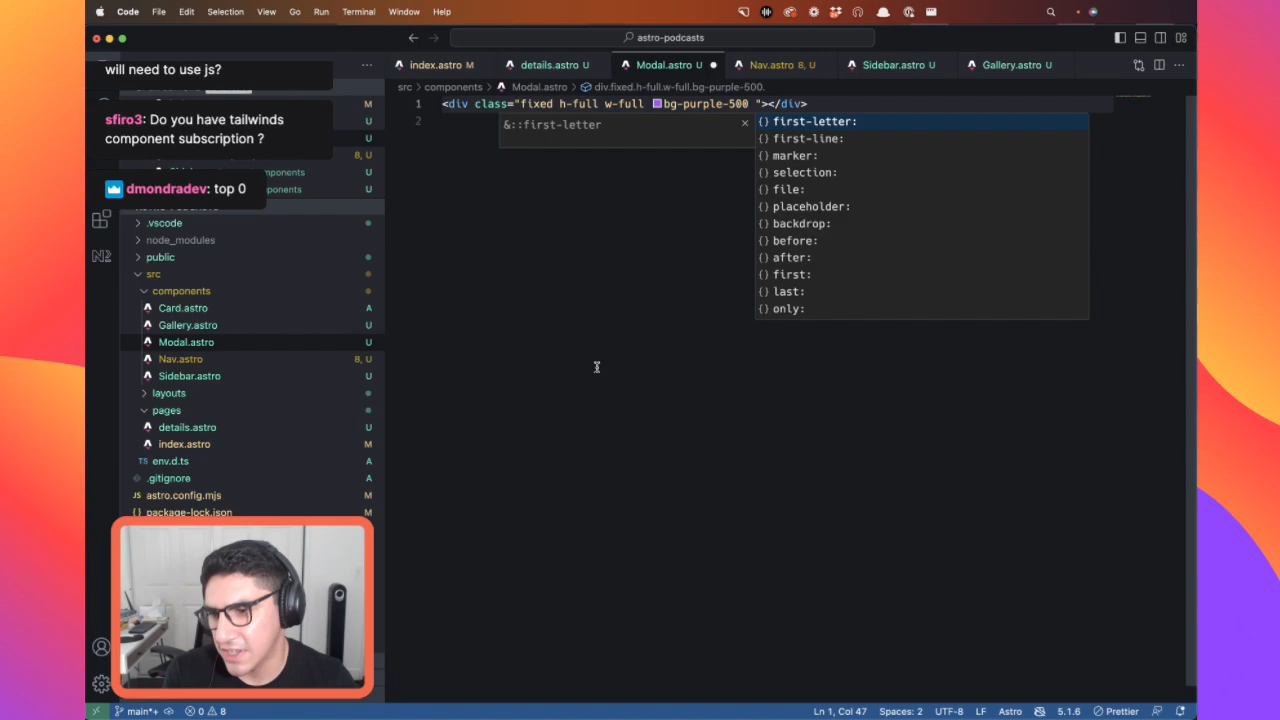 Code File Edit Selection View Go Run Terminal Window Help
astro-podcasts
index.astro M
details.astro U
Modal.astro U
Nav.astro 8, U
Sidebar.astro U
Gallery.astro U
will need to use js?
src > components > Modal.astro > div.fixed.h-full.w-full.bg-purple-500.
1 <div class="fixed h-full w-full bg-purple-500 "></div>
2
&::first-letter
first-letter:
first-line:
marker:
selection:
file:
placeholder:
backdrop:
before:
after:
first:
last:
only:
M
sfiro3: Do you have tailwinds
component subscription ?
U
8, U
U
U
dmondradev: top 0
.vscode
node_modules
public
src
components
Card.astro A
Gallery.astro U
Modal.astro U
Nav.astro 8, U
Sidebar.astro U
layouts
pages
details.astro U
index.astro M
env.d.ts A
.gitignore A
astro.config.mjs M
package-lock.json M
main*+ 0 8
Ln 1, Col 47 Spaces: 2 UTF-8 LF Astro 5.1.6 Prettier